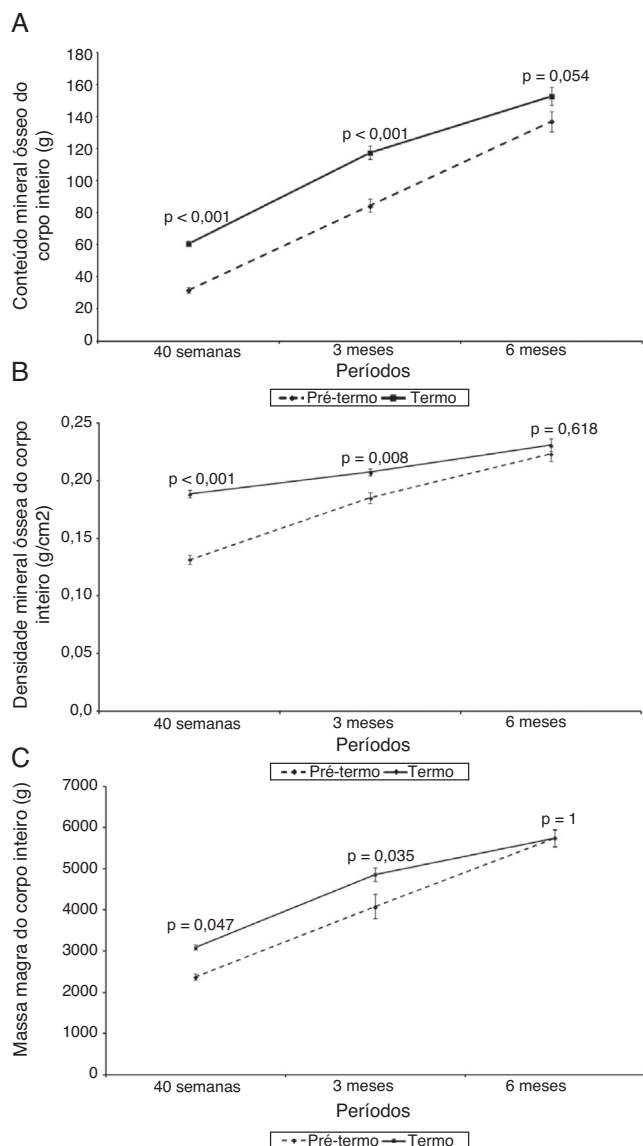 A
Conteúdo mineral ósseo do
corpo inteiro (g)
180
160
140
120
100
80
60
40
20
0
p < 0,001
p < 0,001
p = 0,054
40 semanas
3 meses
6 meses
Períodos
Pré-termo
Termo
B
Densidade mineral óssea do corpo
inteiro (g/cm2)
0,25
0,20
0,15
0,10
0,05
0,0
p < 0,001
p = 0,008
p = 0,618
40 semanas
3 meses
6 meses
Períodos
Pré-termo
Termo
C
Massa magra do corpo inteiro (g)
7000
6000
5000
4000
3000
2000
1000
0
p = 0,047
p = 0,035
p = 1
40 semanas
3 meses
6 meses
Períodos
Pré-termo
Termo